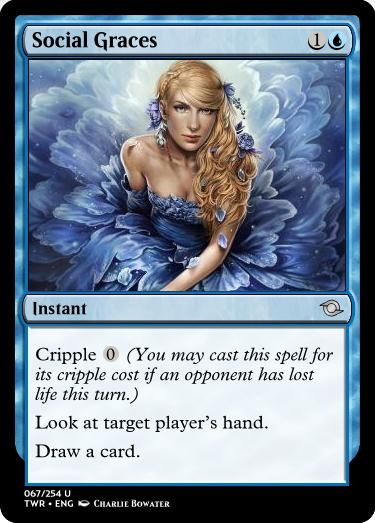 Social Graces 1
Instant
Cripple 0 (You may cast this spell for
its cripple cost if an opponent has lost
life this turn.)
Look at target player's hand.
Draw a card.
067/254 U
TWR • ENG Charlie Bowater